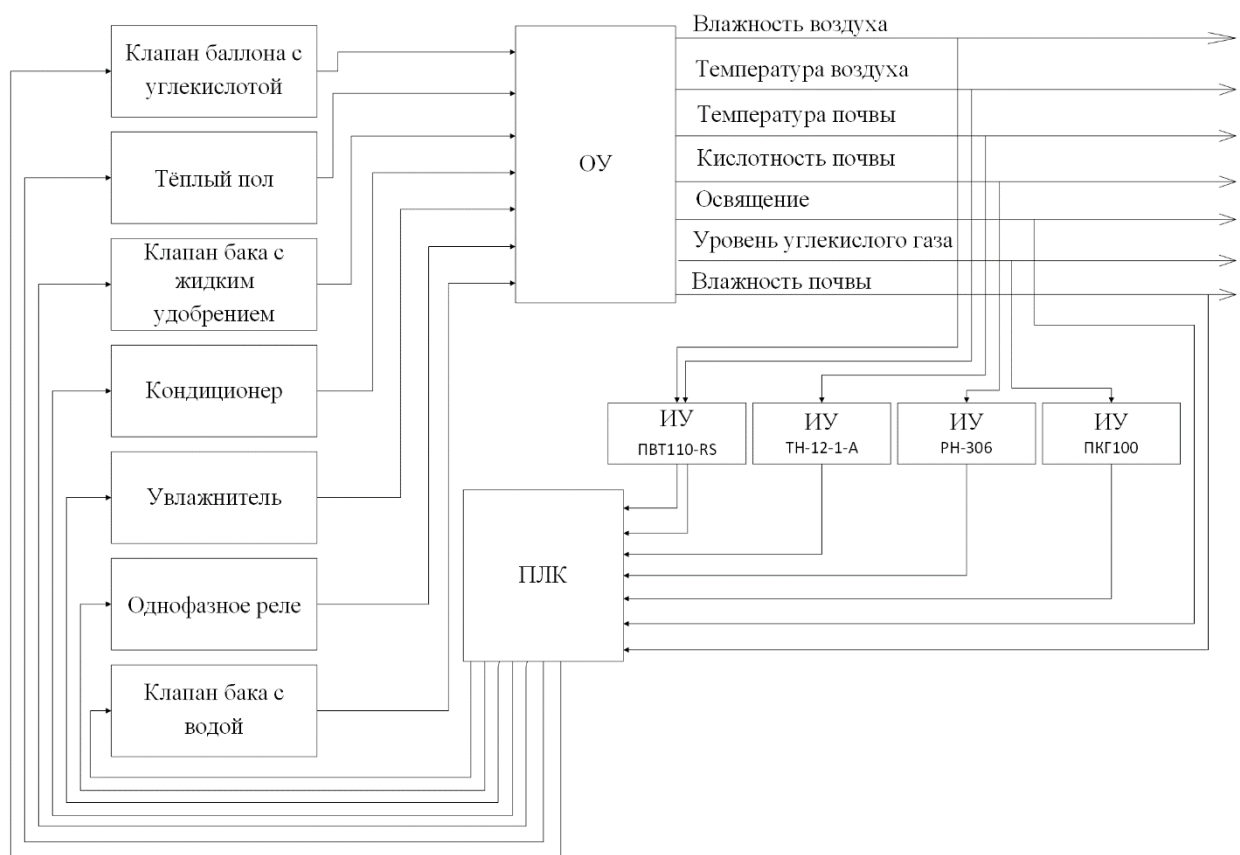 Клапан баллона с
углекислотой
Тёплый пол
Клапан бака с
жидким
удобрением
Кондиционер
Увлажнитель
Однофазное реле
Клапан бака с
водой
ОУ
Влажность воздуха
Температура воздуха
Температура почвы
Кислотность почвы
Освящение
Уровень углекислого газа
Влажность почвы
ИУ
ПВТ110-RS
ИУ
ТН-12-1-А
ИУ
РН-306
ИУ
ПКГ100
ПЛК